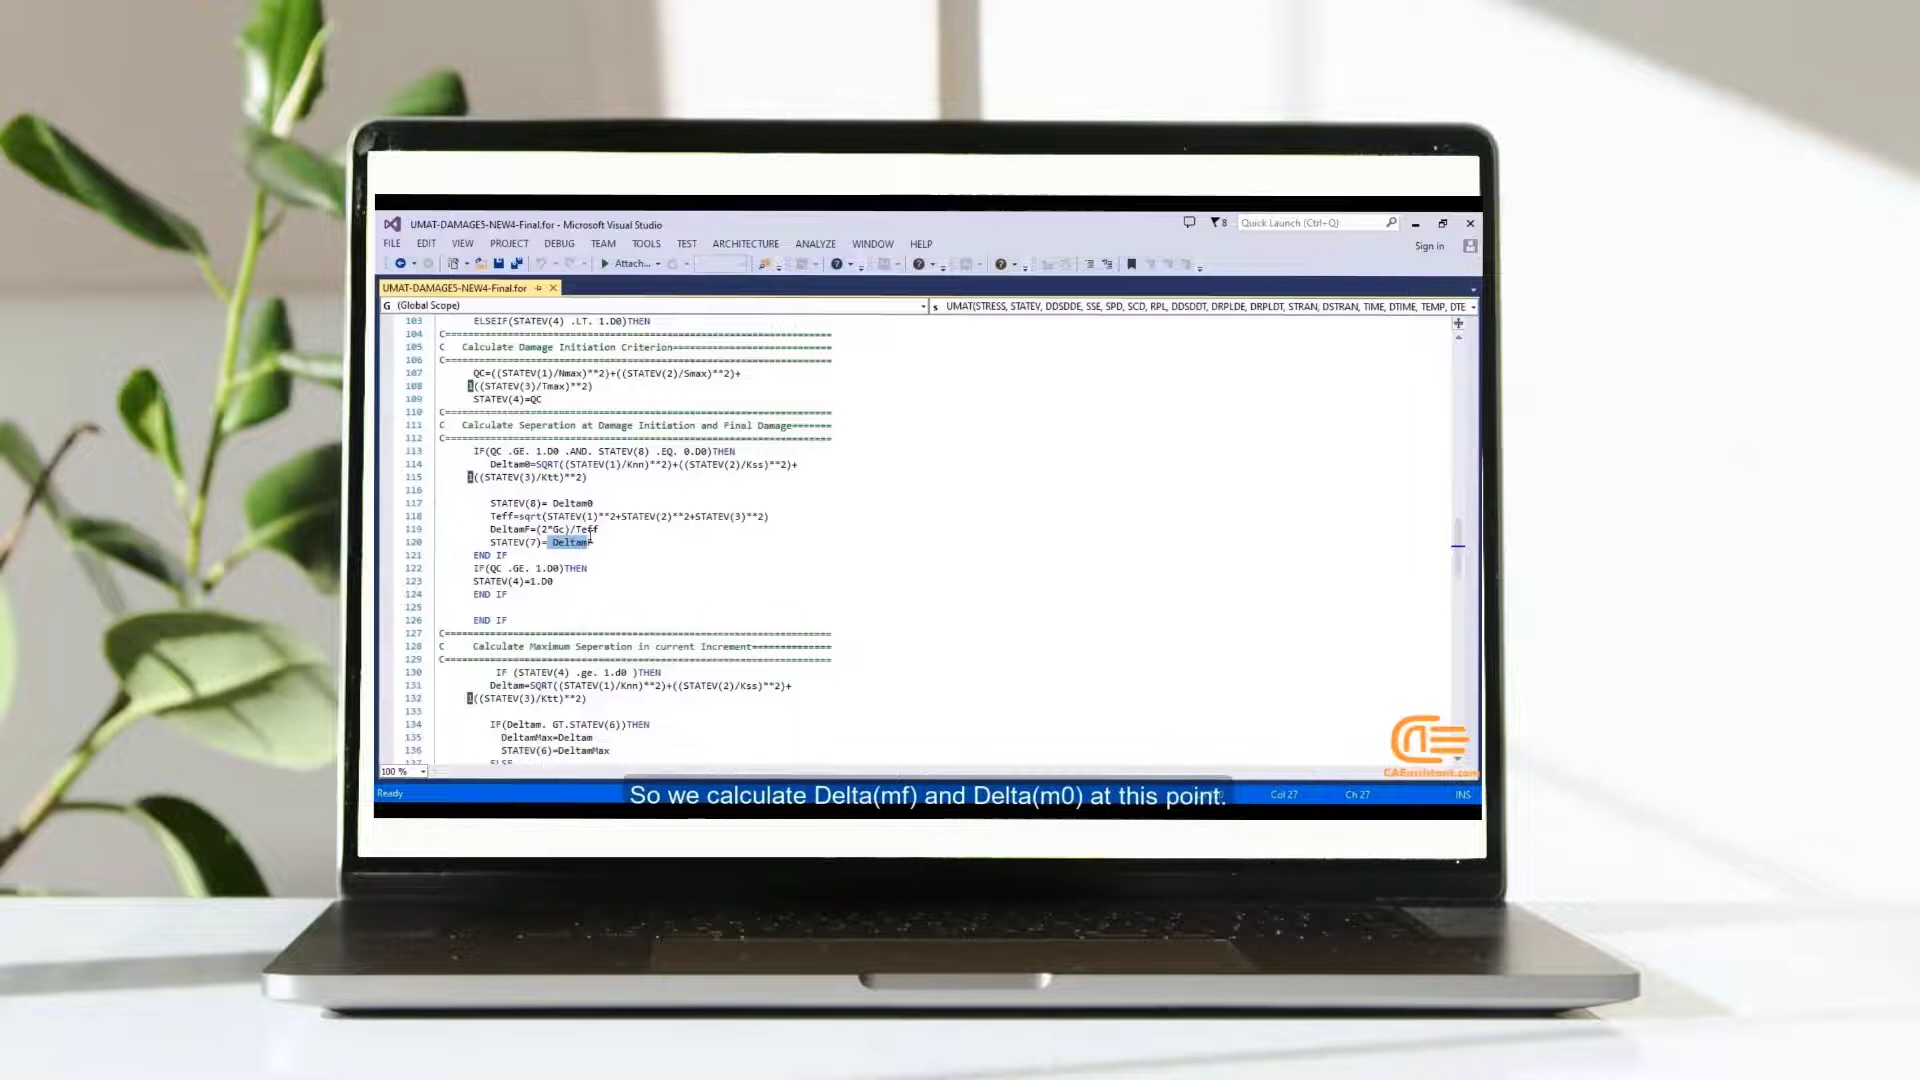 UMAT-DAMAGE5-NEW4-Final.for - Microsoft Visual Studio
8
Quick Launch (Ctrl+Q)
FILE EDIT VIEW PROJECT DEBUG TEAM TOOLS TEST ARCHITECTURE ANALYZE WINDOW HELP
Sign in
Attach...
UMAT-DAMAGE5-NEW4-Final.for
(Global Scope)
UMAT(STRESS, STATEV, DDSDDE, SSE, SPD, SCD, RPL, DDSDDT, DRPLDE, DRPLDT, STRAN, DSTRAN, TIME, DTIME, TEMP, DTE
103 ELSEIF(STATEV(4) .LT. 1.D0)THEN
104 C======================================================================
105 C Calculate Damage Initiation Criterion============================
106 C======================================================================
107 QC=((STATEV(1)/Nmax)**2)+((STATEV(2)/Smax)**2)+
108 1((STATEV(3)/Tmax)**2)
109 STATEV(4)=QC
110 C======================================================================
111 C Calculate Seperation at Damage Initiation and Final Damage=======
112 C======================================================================
113 IF(QC .GE. 1.D0 .AND. STATEV(8) .EQ. 0.D0)THEN
114 Deltam0=SQRT((STATEV(1)/Knn)**2)+((STATEV(2)/Kss)**2)+
115 1((STATEV(3)/Ktt)**2)
116
117 STATEV(8)= Deltam0
118 Teff=sqrt(STATEV(1)**2+STATEV(2)**2+STATEV(3)**2)
119 DeltamF=(2*Gc)/Teff
120 STATEV(7)= DeltamF
121 END IF
122 IF(QC .GE. 1.D0)THEN
123 STATEV(4)=1.D0
124 END IF
125
126 END IF
127 C======================================================================
128 C Calculate Maximum Seperation in current Increment==============
129 C======================================================================
130 IF (STATEV(4) .ge. 1.d0 )THEN
131 Deltam=SQRT((STATEV(1)/Knn)**2)+((STATEV(2)/Kss)**2)+
132 1((STATEV(3)/Ktt)**2)
133
134 IF(Deltam. GT.STATEV(6))THEN
135 DeltamMax=Deltam
136 STATEV(6)=DeltamMax
137 ELSE
100 %
CAEassistant.com
Ready
Col 27
Ch 27
INS
So we calculate Delta(mf) and Delta(m0) at this point.